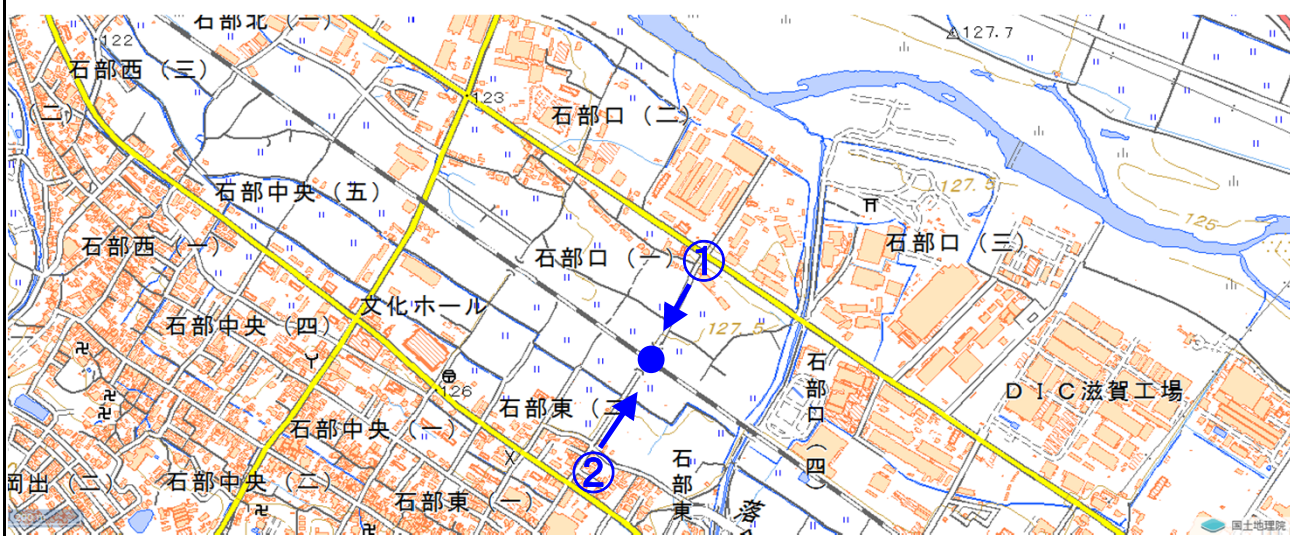 石部北（一）
122
石部西（三）
127.7
123
石部口（二）
（二）
石部中央（五）
127.5
石部西（一）
石部口（一）
①
石部口（三）
125
文化ホール
石部中央（四）
127.5
石部口（四）
ＤＩＣ滋賀工場
126
石部東（三
石部中央（一）
②
岡出（二）
石部中央（二）
石部東（一）
石部東
落
国土地理院